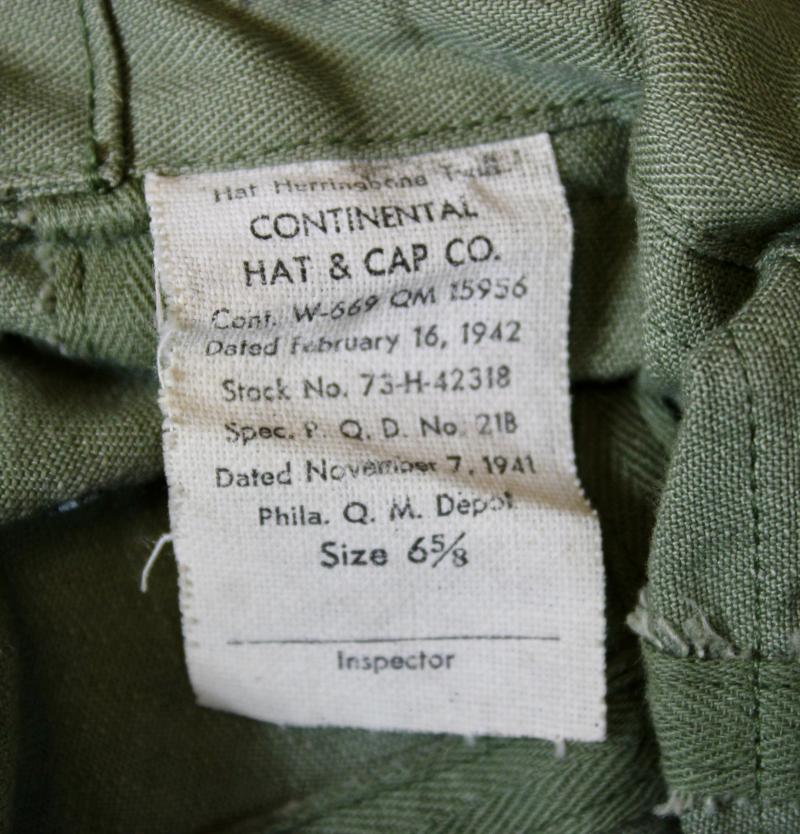 Hat Herringbone Twill
CONTINENTAL
HAT & CAP CO.
Cont. W-669 QM 15956
Dated February 16, 1942
Stock No. 73-H-42318
Spec. P. Q. D. No. 21B
Dated November 7, 1941
Phila. Q. M. Depot
Size 6⅝
Inspector